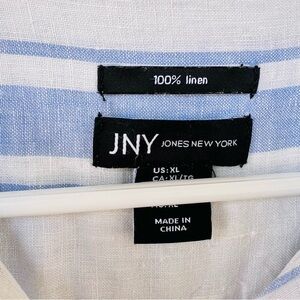 100% linen
JNY JONES NEW YORK
US: XL
CA: XL/TG
MADE IN
CHINA